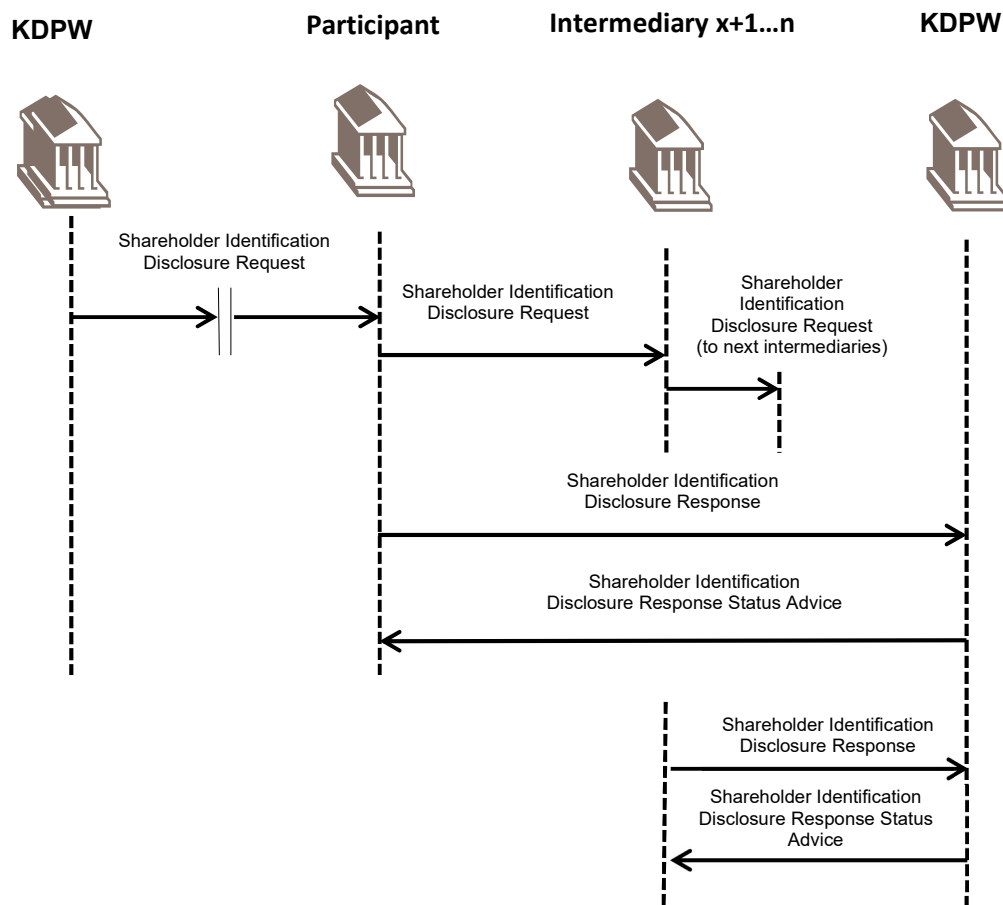 KDPW
Participant
Intermediary x+1...n
KDPW
Shareholder Identification
Disclosure Request
Shareholder Identification
Disclosure Request
Shareholder
Identification
Disclosure Request
(to next intermediaries)
Shareholder Identification
Disclosure Response
Shareholder Identification
Disclosure Response Status Advice
Shareholder Identification
Disclosure Response
Shareholder Identification
Disclosure Response Status
Advice